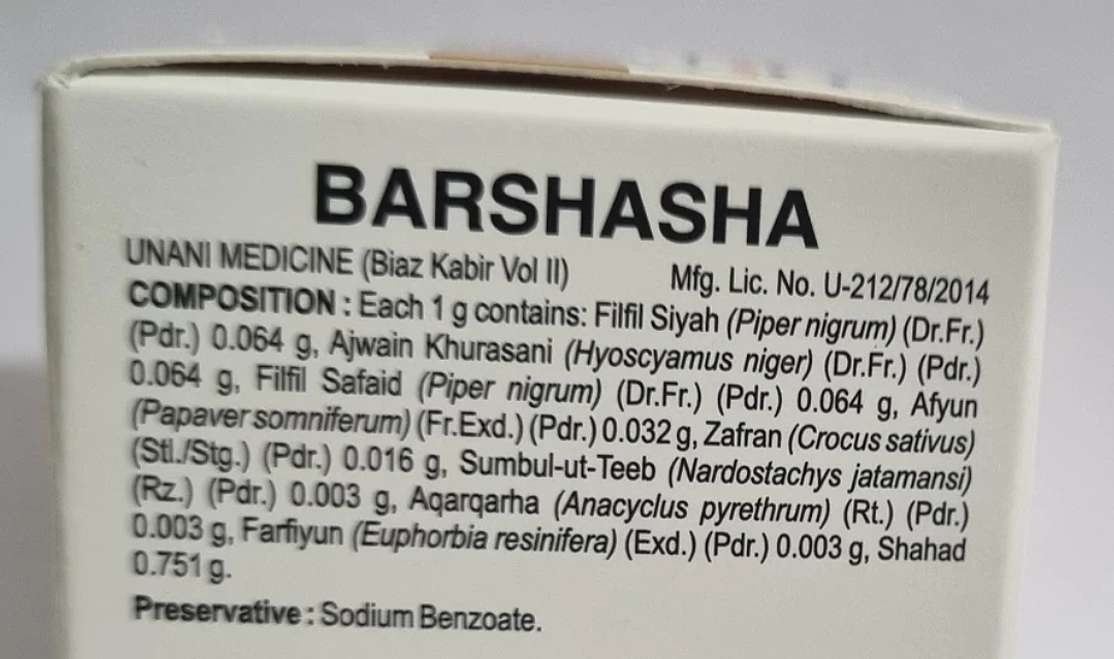 BARSHASHA
UNANI MEDICINE (Biaz Kabir Vol II) Mfg. Lic. No. U-212/78/2014
COMPOSITION : Each 1 g contains: Filfil Siyah (Piper nigrum) (Dr.Fr.)
(Pdr.) 0.064 g, Ajwain Khurasani (Hyoscyamus niger) (Dr.Fr.) (Pdr.)
0.064 g, Filfil Safaid (Piper nigrum) (Dr.Fr.) (Pdr.) 0.064 g, Afyun
(Papaver somniferum) (Fr.Exd.) (Pdr.) 0.032 g, Zafran (Crocus sativus)
(Stl./Stg.) (Pdr.) 0.016 g, Sumbul-ut-Teeb (Nardostachys jatamansi)
(Rz.) (Pdr.) 0.003 g, Aqarqarha (Anacyclus pyrethrum) (Rt.) (Pdr.)
0.003 g, Farfiyun (Euphorbia resinifera) (Exd.) (Pdr.) 0.003 g, Shahad
0.751 g.
Preservative : Sodium Benzoate.